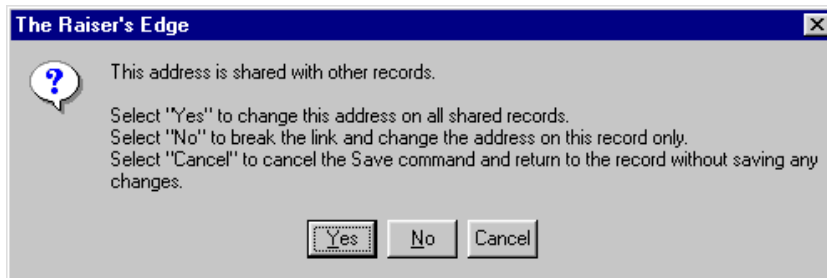 The Raiser's Edge
This address is shared with other records.
Select "Yes" to change this address on all shared records.
Select "No" to break the link and change the address on this record only.
Select "Cancel" to cancel the Save command and return to the record without saving any
changes.
Yes No Cancel